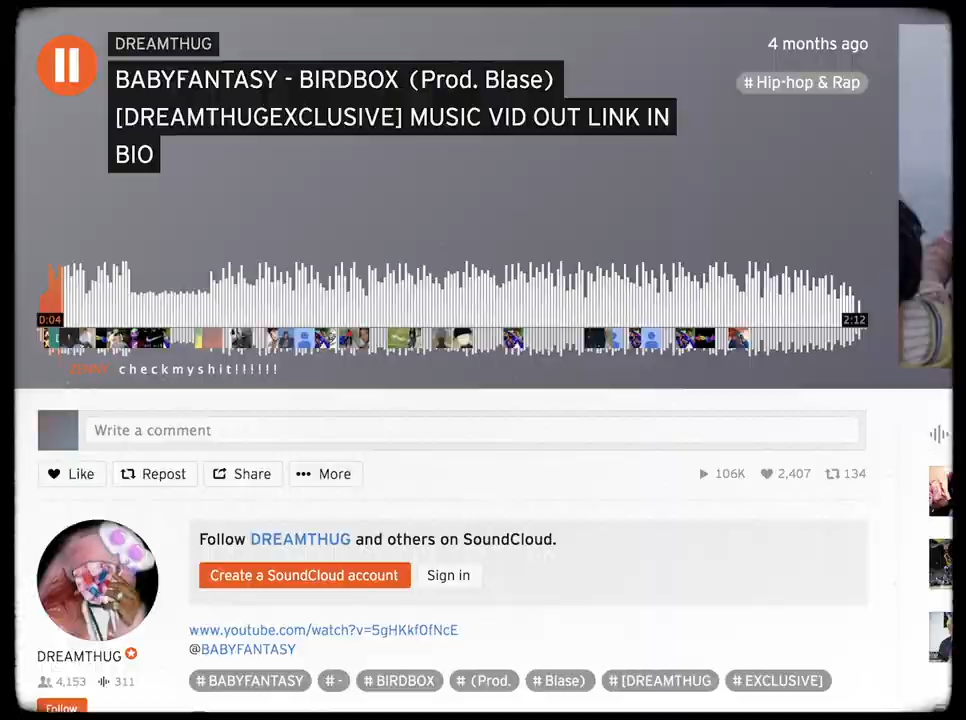 DREAMTHUG
4 months ago
BABYFANTASY - BIRDBOX (Prod. Blase)
# Hip-hop & Rap
[DREAMTHUGEXCLUSIVE] MUSIC VID OUT LINK IN
BIO
0:04
2:12
checkmyshit!!!!!!
Write a comment
Like
Repost
Share
More
106K
2,407
134
Follow DREAMTHUG and others on SoundCloud.
Create a SoundCloud account
Sign in
www.youtube.com/watch?v=5gHKkfOfNcE
@BABYFANTASY
DREAMTHUG
4,153
311
# BABYFANTASY
# -
# BIRDBOX
# (Prod.
# Blase)
# [DREAMTHUG
# EXCLUSIVE]
Follow